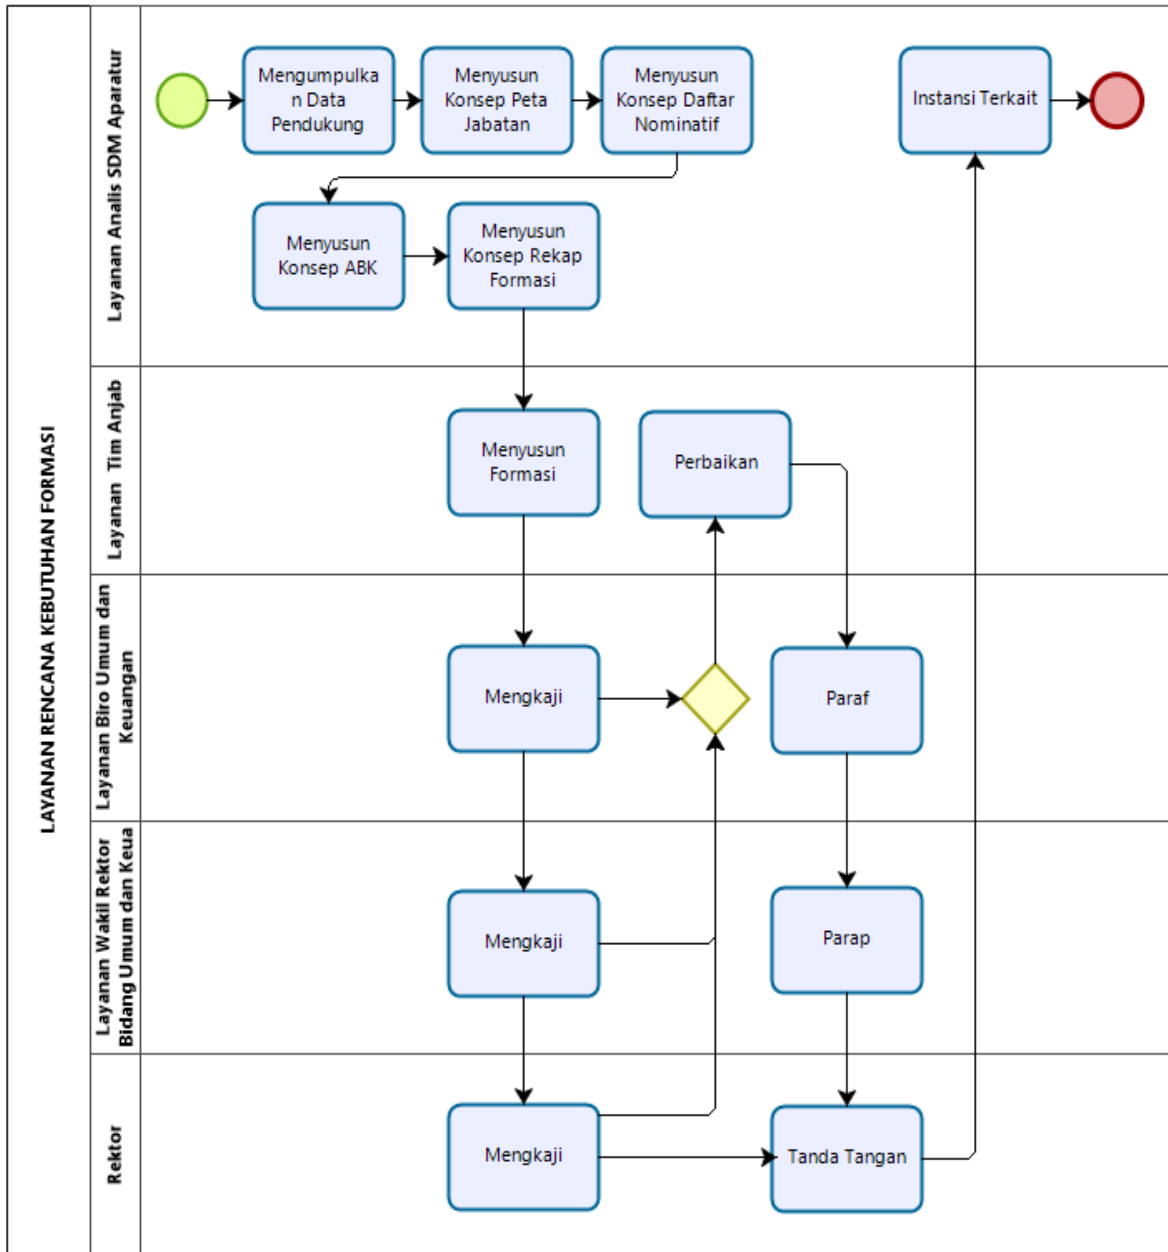 LAYANAN RENCANA KEBUTUHAN FORMASI
Layanan Analis SDM Aparatur
Mengumpulka
n Data
Pendukung
Menyusun
Konsep Peta
Jabatan
Menyusun
Konsep Daftar
Nominatif
Instansi Terkait
Menyusun
Konsep ABK
Menyusun
Konsep Rekap
Formasi
Layanan Tim Anjab
Menyusun
Formasi
Perbaikan
Layanan Biro Umum dan
Keuangan
Mengkaji
Paraf
Layanan Wakil Rektor
Bidang Umum dan Keua
Mengkaji
Parap
Rektor
Mengkaji
Tanda Tangan